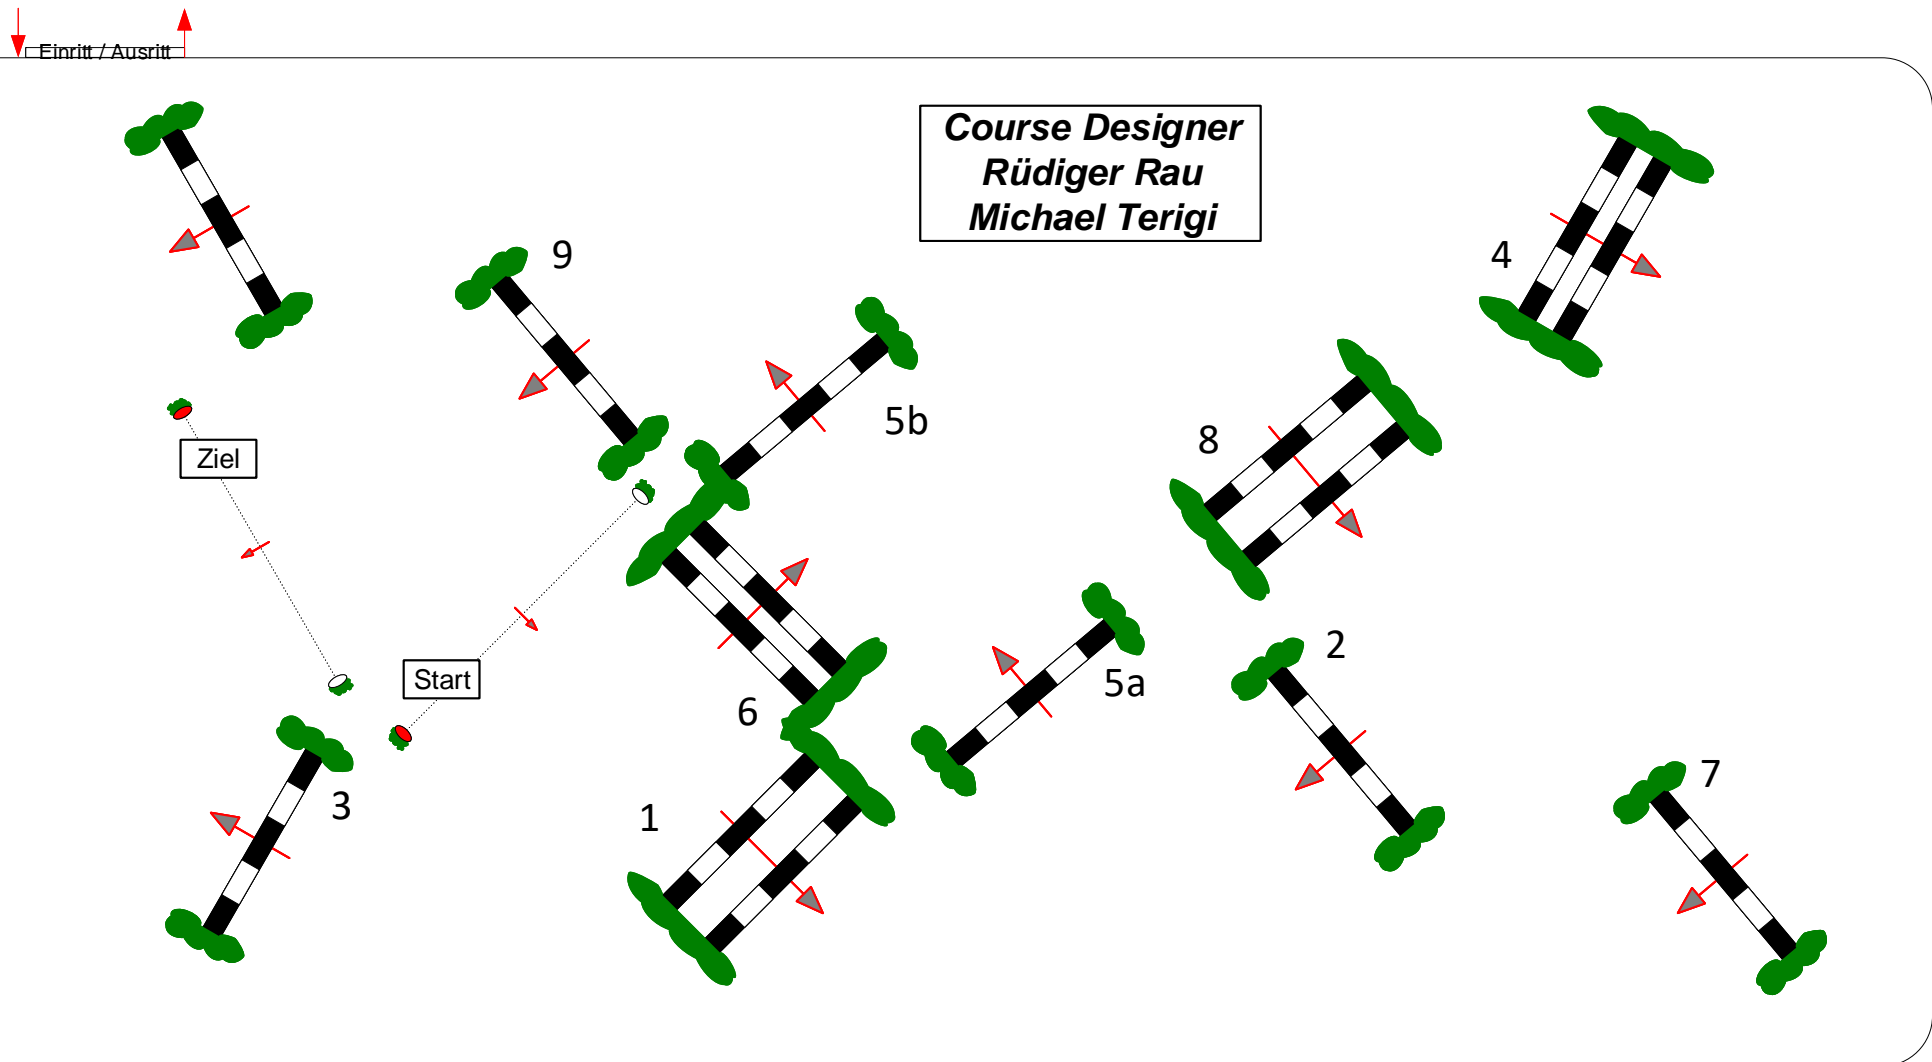 Einritt / Ausritt
Course Designer
Rüdiger Rau
Michael Terigi
9
4
5b
8
Ziel
2
Start
5a
6
7
3
1